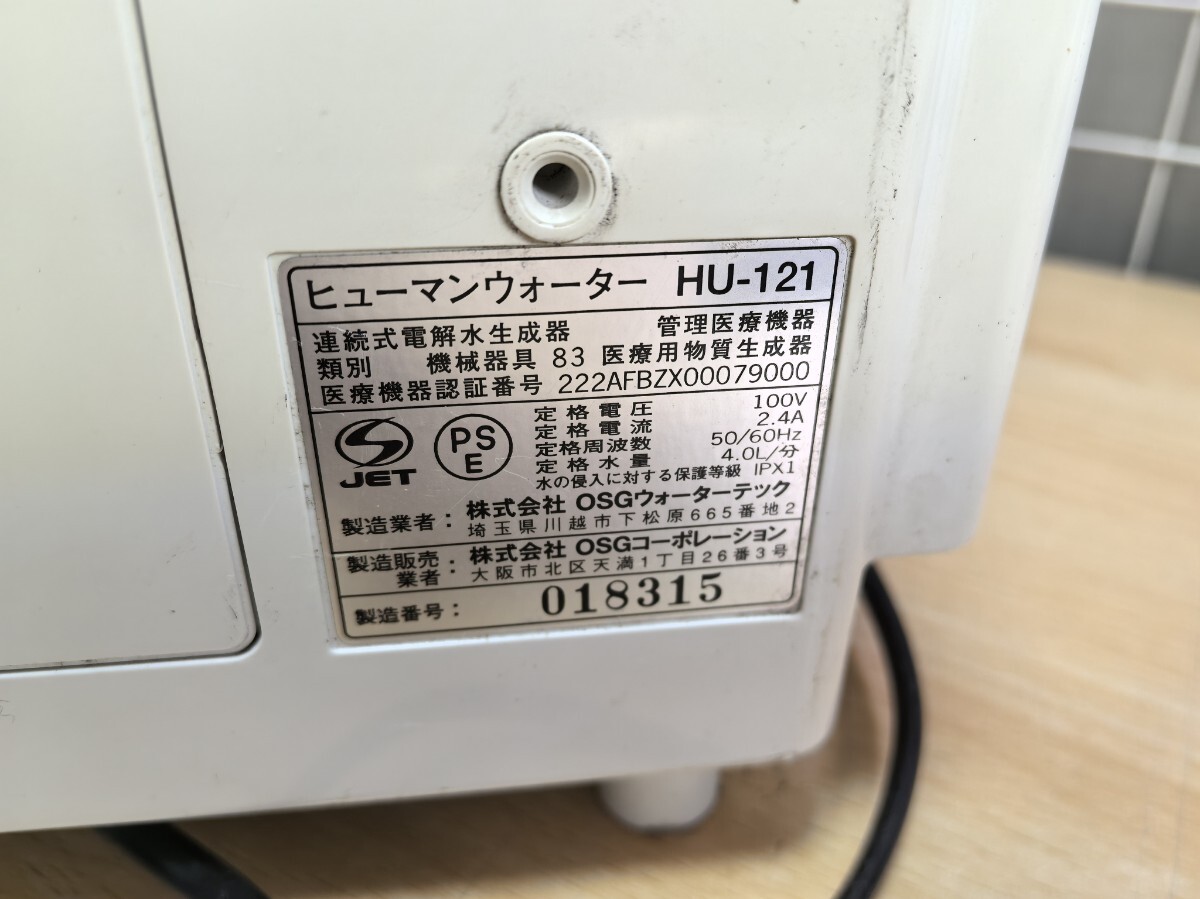 ヒューマンウォーター HU-121
連続式電解水生成器 管理医療機器
類別 機械器具 83 医療用物質生成器
医療機器認証番号 222AFBZX00079000
JET
PS
E
定格電圧 100V
定格電流 2.4A
定格周波数 50/60Hz
定格水量 4.0L/分
水の侵入に対する保護等級 IPX1
製造業者: 株式会社 OSGウォーターテック
埼玉県川越市下松原665番地2
製造販売業者: 株式会社 OSGコーポレーション
大阪市北区天満1丁目26番3号
製造番号: 018315